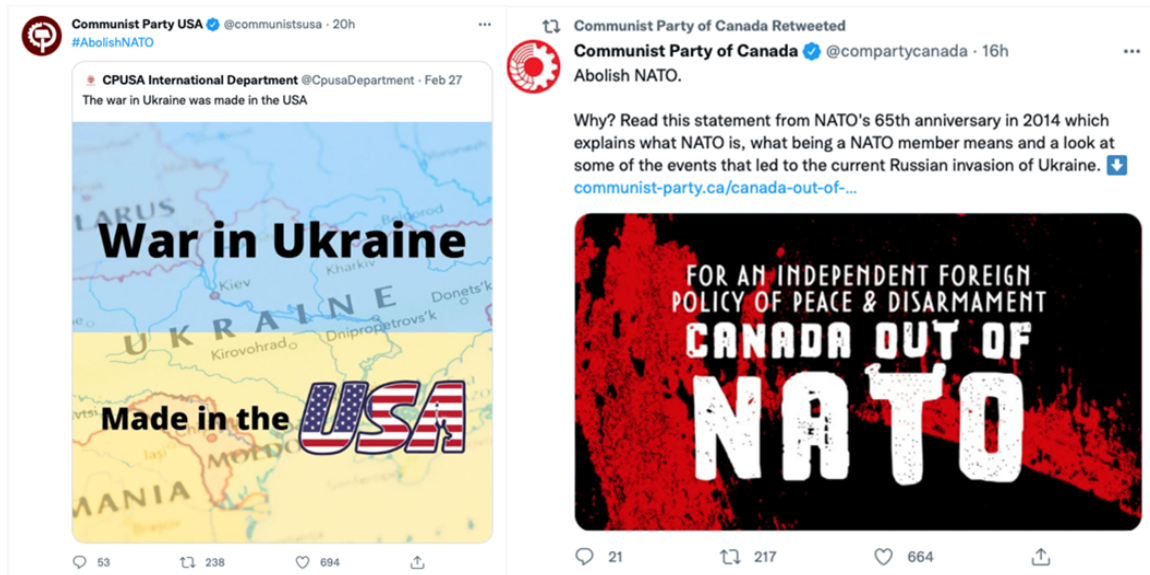 Communist Party USA @communistsusa · 20h
#AbolishNATO
CPUSA International Department @CpusaDepartment · Feb 27
The war in Ukraine was made in the USA
LARUS
Belgorod
War in Ukraine
Kharkiv
Kiev
Donets'k
UKRAINE
Dnipropetrovs'k
Kirovohrad
Made in the USA
Iasi
MOLDO
MANIA
53 238 694
Communist Party of Canada Retweeted
Communist Party of Canada @compartycanada · 16h
Abolish NATO.
Why? Read this statement from NATO's 65th anniversary in 2014 which
explains what NATO is, what being a NATO member means and a look at
some of the events that led to the current Russian invasion of Ukraine.
communist-party.ca/canada-out-of-...
FOR AN INDEPENDENT FOREIGN
POLICY OF PEACE & DISARMAMENT
CANADA OUT OF
NATO
21 217 664